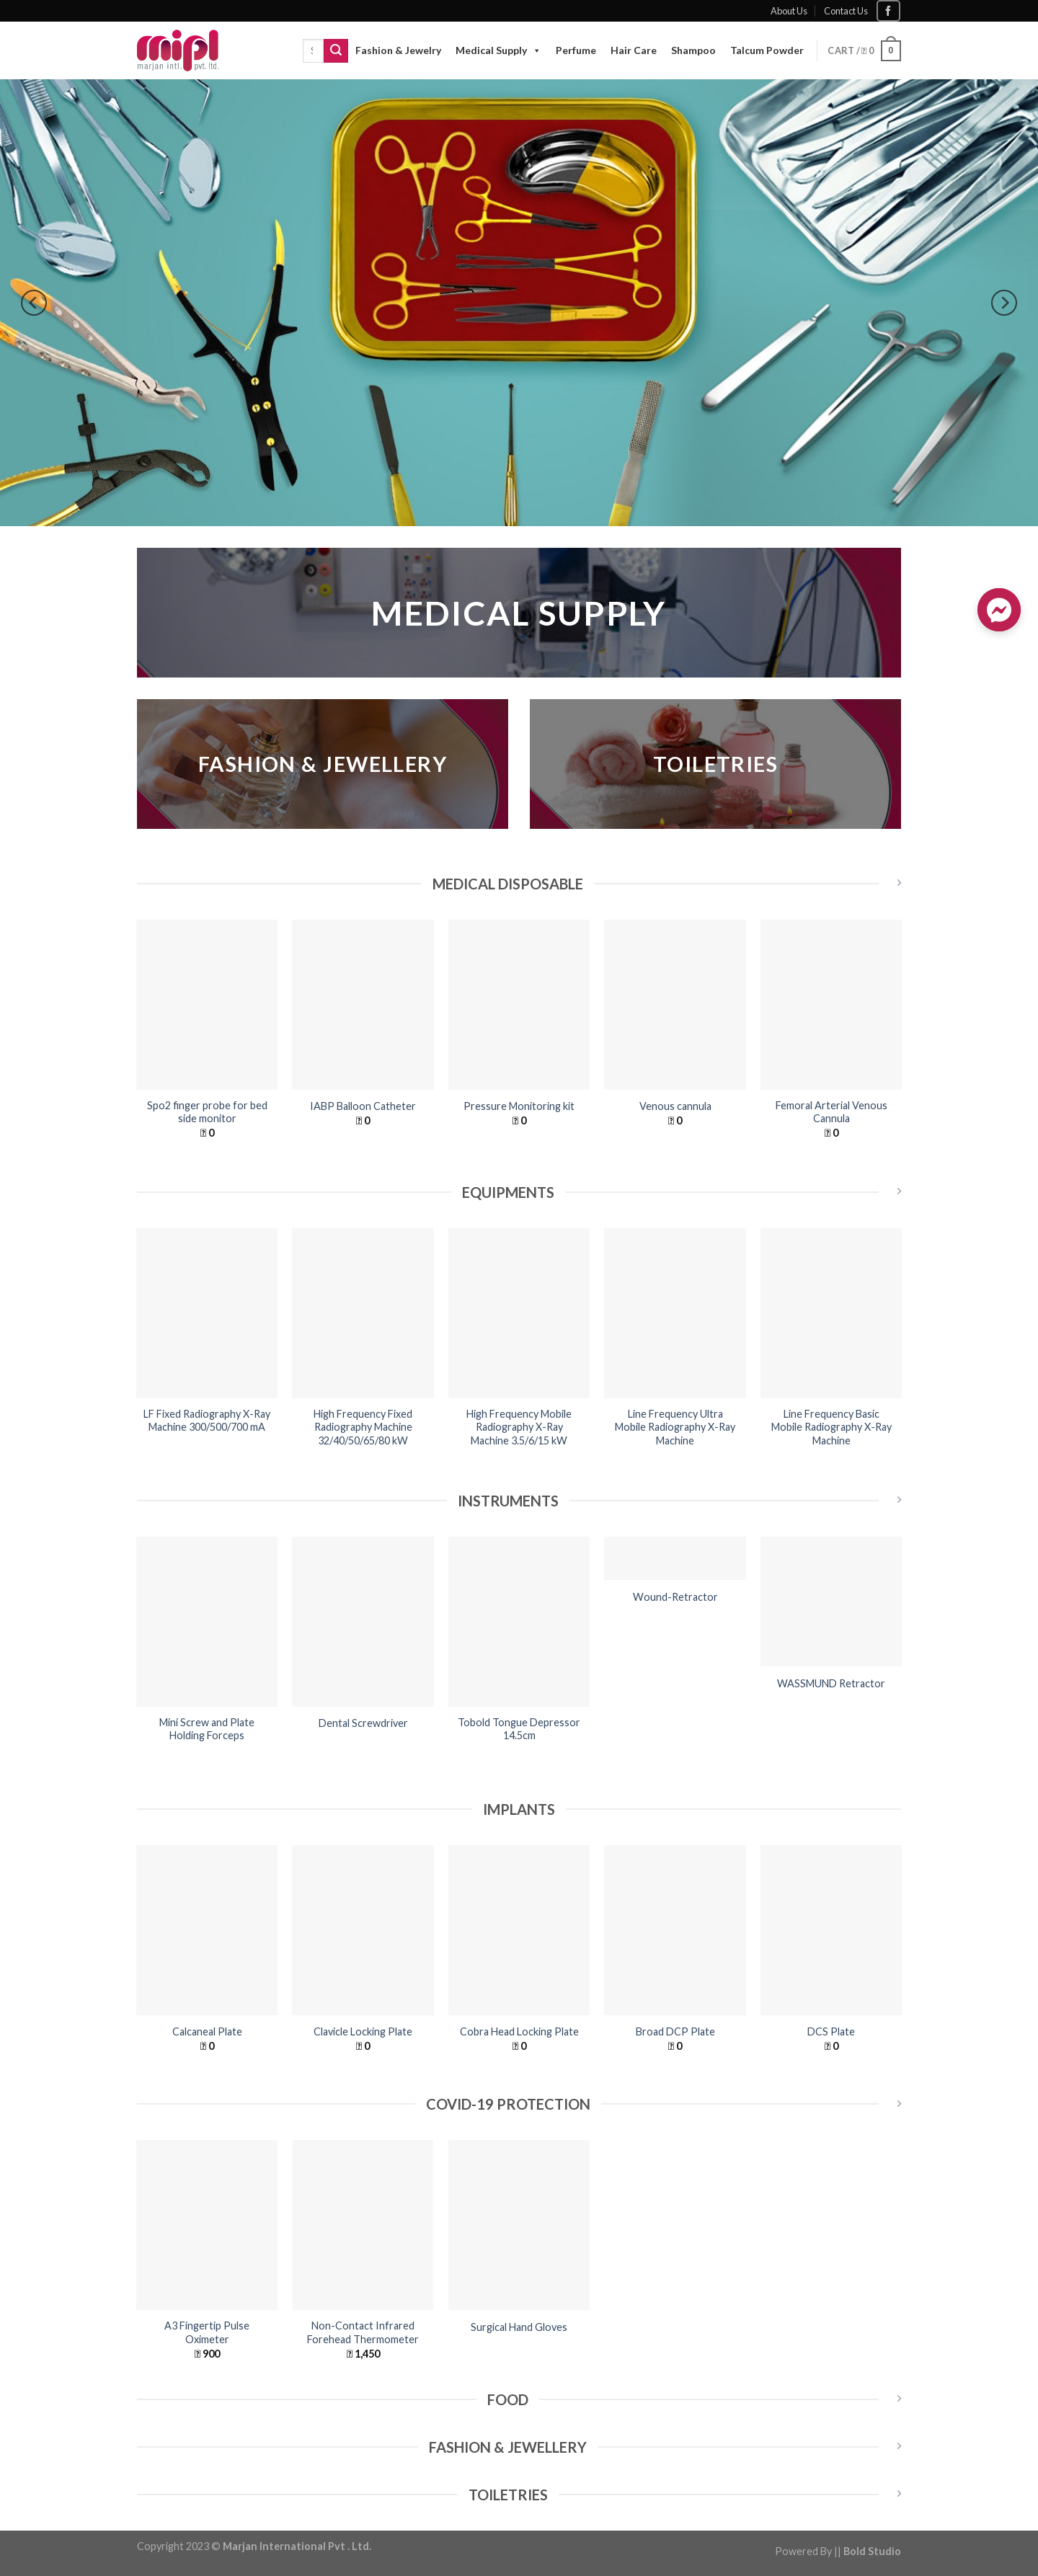 About Us
Contact Us
mipl
marjan intl. pvt. ltd.
Fashion & Jewelry
Medical Supply
Perfume
Hair Care
Shampoo
Talcum Powder
CART / 0
0
MEDICAL SUPPLY
FASHION & JEWELLERY
TOILETRIES
MEDICAL DISPOSABLE
Spo2 finger probe for bed
side monitor
0
IABP Balloon Catheter
0
Pressure Monitoring kit
0
Venous cannula
0
Femoral Arterial Venous
Cannula
0
EQUIPMENTS
LF Fixed Radiography X-Ray
Machine 300/500/700 mA
High Frequency Fixed
Radiography Machine
32/40/50/65/80 kW
High Frequency Mobile
Radiography X-Ray
Machine 3.5/6/15 kW
Line Frequency Ultra
Mobile Radiography X-Ray
Machine
Line Frequency Basic
Mobile Radiography X-Ray
Machine
INSTRUMENTS
Mini Screw and Plate
Holding Forceps
Dental Screwdriver
Tobold Tongue Depressor
14.5cm
Wound-Retractor
WASSMUND Retractor
IMPLANTS
Calcaneal Plate
0
Clavicle Locking Plate
0
Cobra Head Locking Plate
0
Broad DCP Plate
0
DCS Plate
0
COVID-19 PROTECTION
A3 Fingertip Pulse
Oximeter
900
Non-Contact Infrared
Forehead Thermometer
1,450
Surgical Hand Gloves
FOOD
FASHION & JEWELLERY
TOILETRIES
Copyright 2023 © Marjan International Pvt . Ltd.
Powered By || Bold Studio